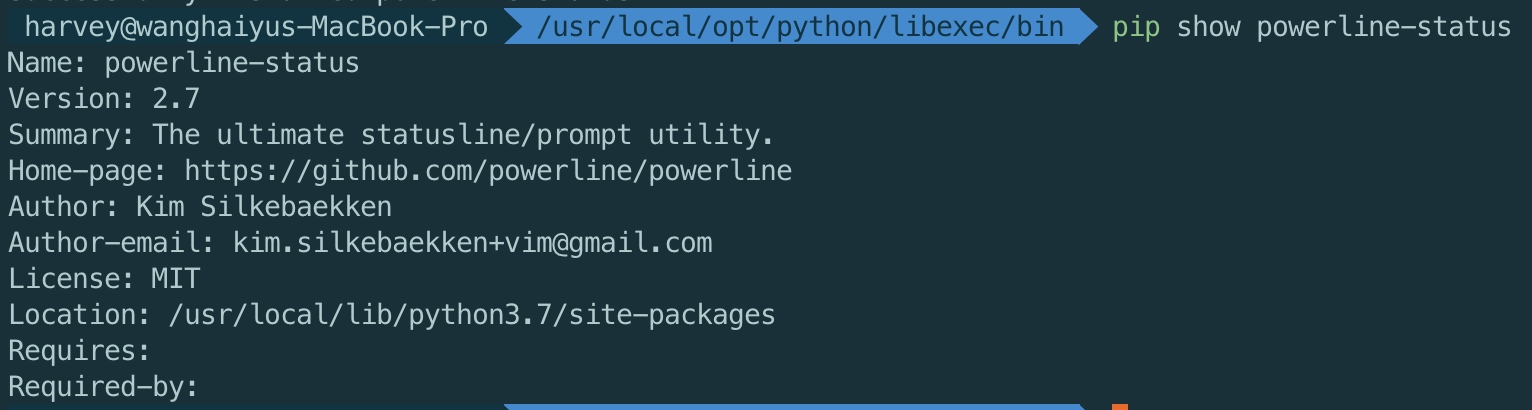 harvey@wanghaiyus-MacBook-Pro /usr/local/opt/python/libexec/bin pip show powerline-status
Name: powerline-status
Version: 2.7
Summary: The ultimate statusline/prompt utility.
Home-page: https://github.com/powerline/powerline
Author: Kim Silkebaekken
Author-email: kim.silkebaekken+vim@gmail.com
License: MIT
Location: /usr/local/lib/python3.7/site-packages
Requires:
Required-by: